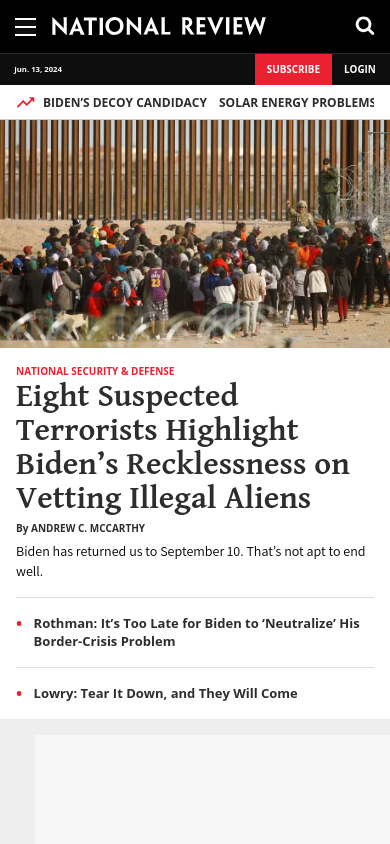 NATIONAL REVIEW
Jun. 13, 2024
SUBSCRIBE
LOGIN
BIDEN’S DECOY CANDIDACY SOLAR ENERGY PROBLEMS
NATIONAL SECURITY & DEFENSE
Eight Suspected
Terrorists Highlight
Biden’s Recklessness on
Vetting Illegal Aliens
By ANDREW C. MCCARTHY
Biden has returned us to September 10. That’s not apt to end
well.
• Rothman: It’s Too Late for Biden to ‘Neutralize’ His
Border-Crisis Problem
• Lowry: Tear It Down, and They Will Come